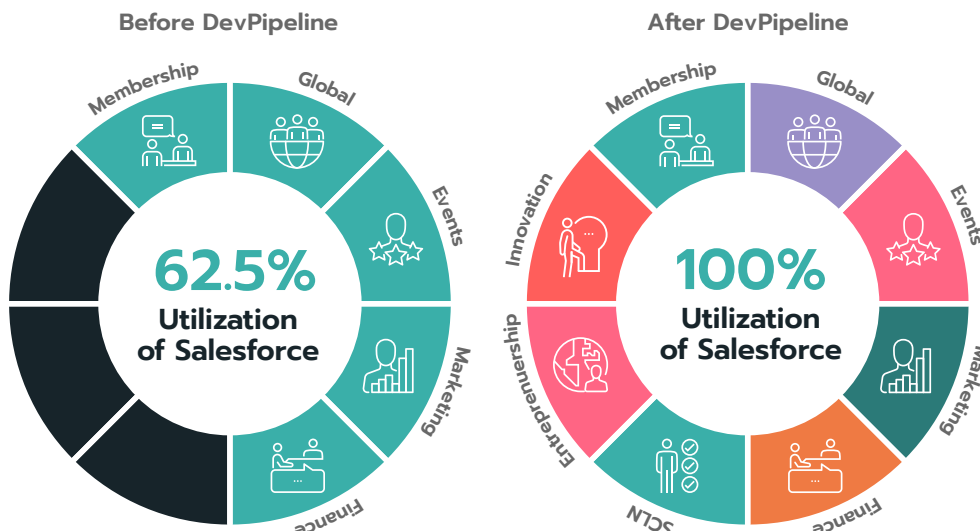 Before DevPipeline
Membership
Global
Events
Marketing
Finance
62.5%
Utilization
of Salesforce
After DevPipeline
Membership
Global
Events
Marketing
Finance
SCLN
Entreprenuership
Innovation
100%
Utilization
of Salesforce